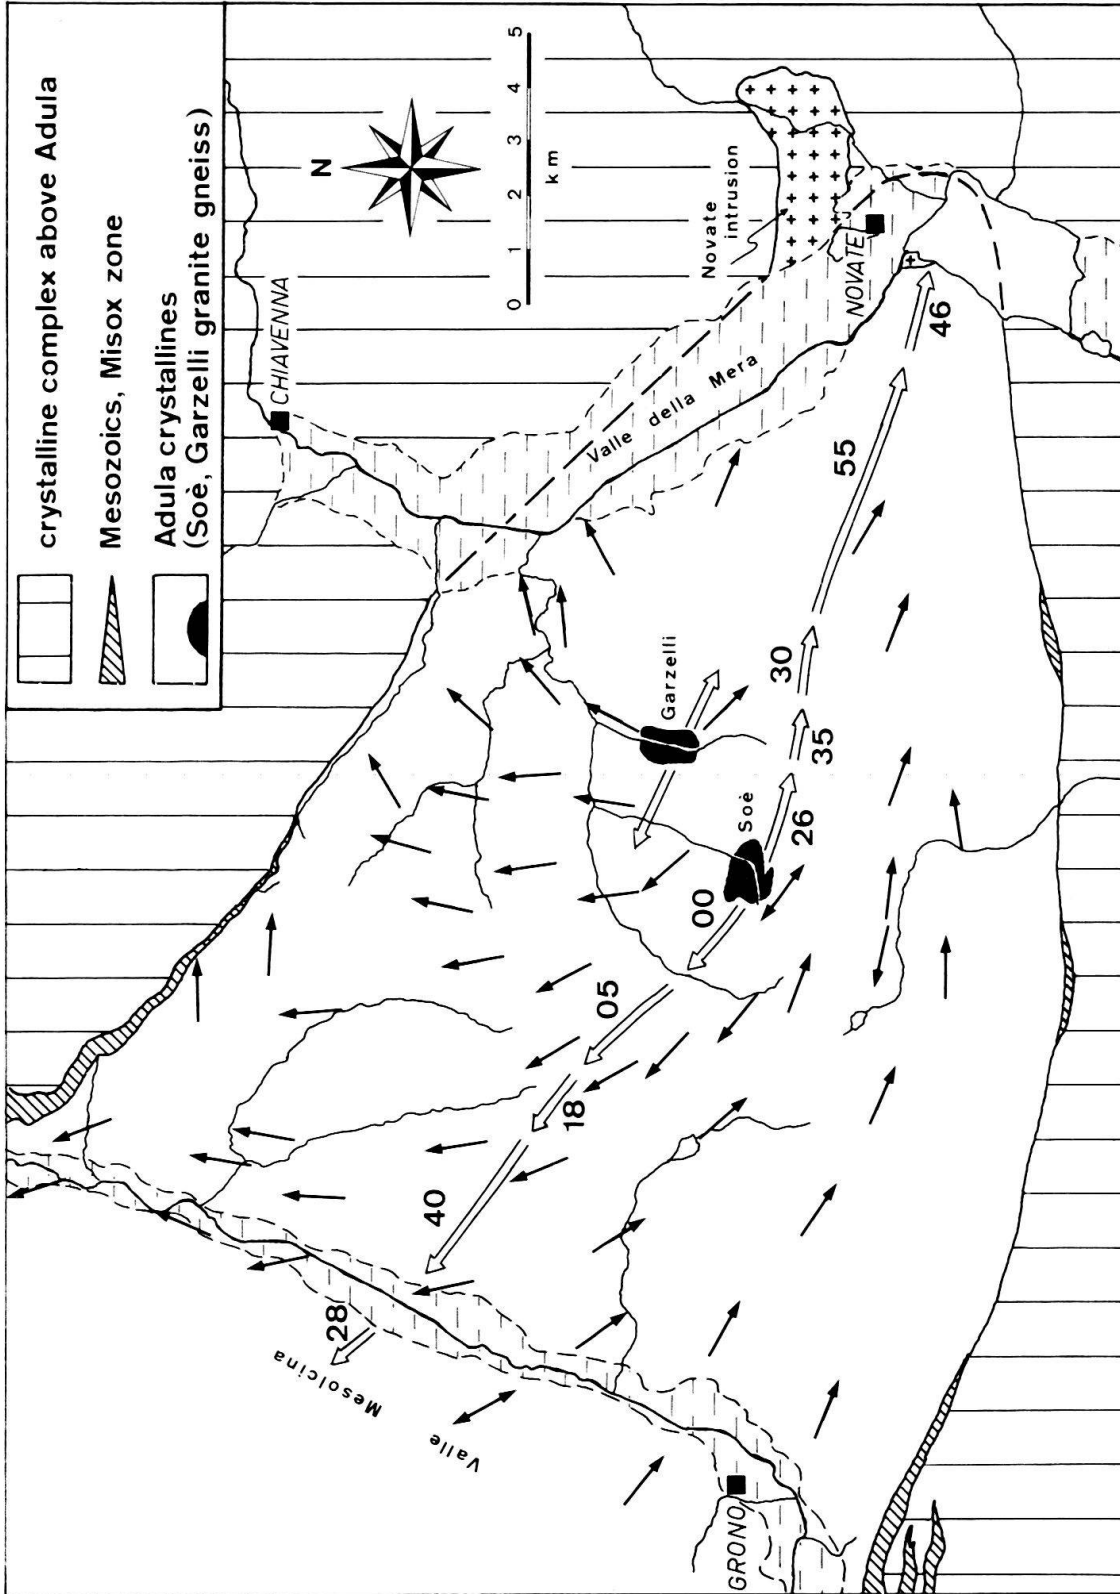 crystalline complex above Adula
Mesozoics, Misox zone
Adula crystallines
(Soè, Garzelli granite gneiss)
N
CHIAVENNA
0 1 2 3 4 5
km
Novate
intrusion
NOVATE
Valle della Mera
46
55
30
35
26
Garzelli
Soè
00
05
18
40
28
Valle Mesolcina
GRONO